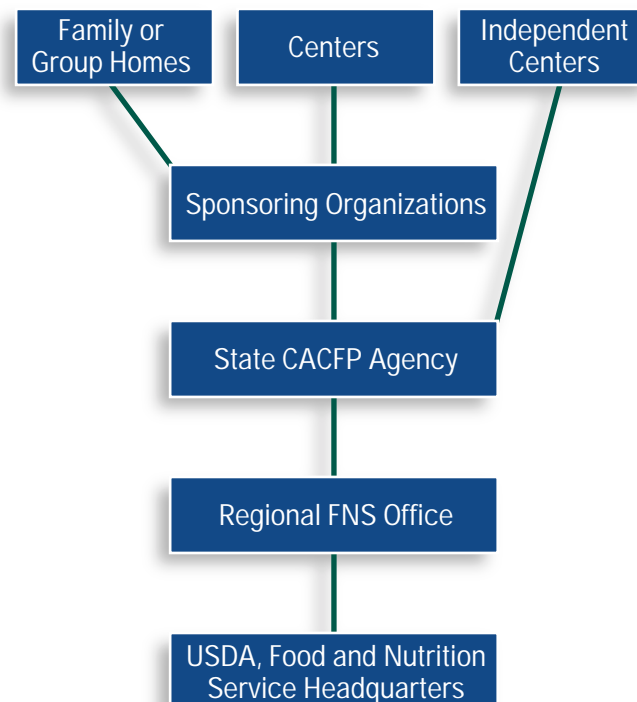 Family or
Group Homes
Centers
Independent
Centers
Sponsoring Organizations
State CACFP Agency
Regional FNS Office
USDA, Food and Nutrition
Service Headquarters